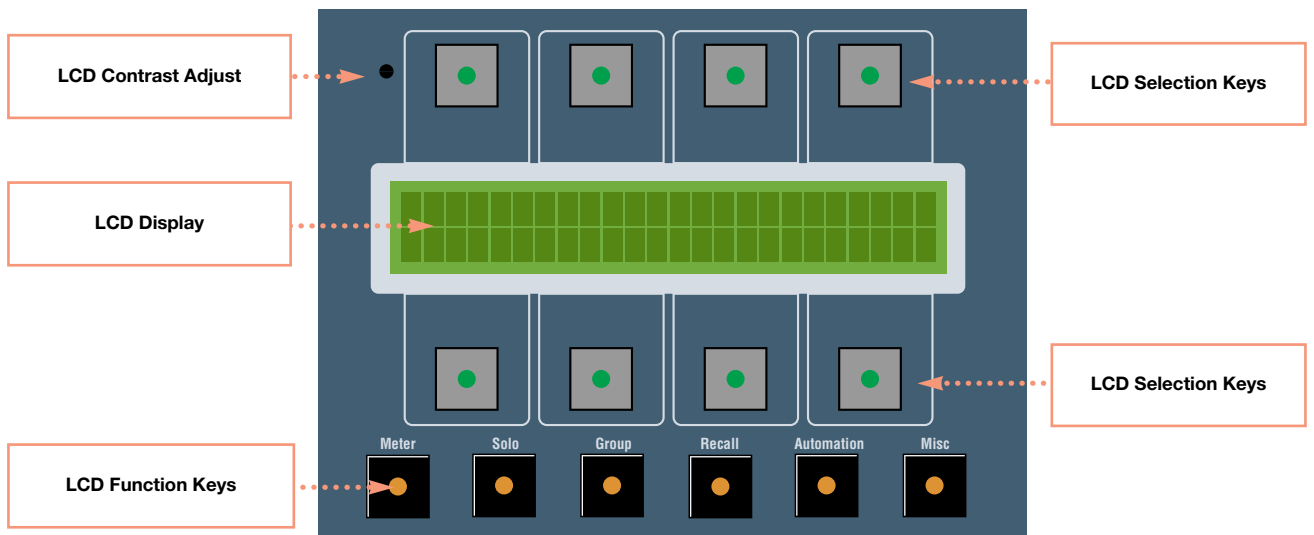 LCD Contrast Adjust
LCD Selection Keys
LCD Display
LCD Selection Keys
Meter Solo Group Recall Automation Misc
LCD Function Keys